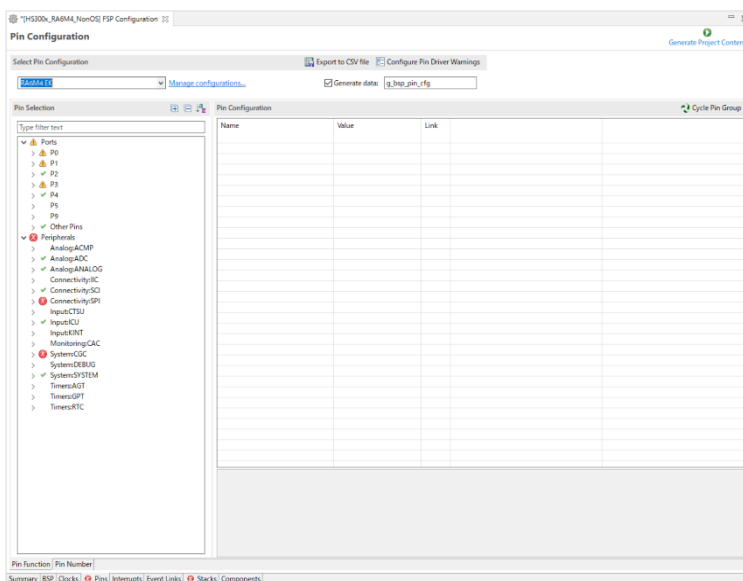 *[HS300x_RA6M4_NonOS] FSP Configuration
Pin Configuration
Generate Project Content
Select Pin Configuration
Export to CSV file
Configure Pin Driver Warnings
RA6M4 EK
Manage configurations...
Generate data:
g_bsp_pin_cfg
Pin Selection
Pin Configuration
Cycle Pin Group
Type filter text
Name Value Link
Ports
P0
P1
P2
P3
P4
P5
P9
Other Pins
Peripherals
Analog:ACMP
Analog:ADC
Analog:ANALOG
Connectivity:IIC
Connectivity:SCI
Connectivity:SPI
Input:CTSU
Input:ICU
Input:KINT
Monitoring:CAC
System:CGC
System:DEBUG
System:SYSTEM
Timers:AGT
Timers:GPT
Timers:RTC
Pin Function Pin Number
Summary BSP Clocks Pins Interrupts Event Links Stacks Components